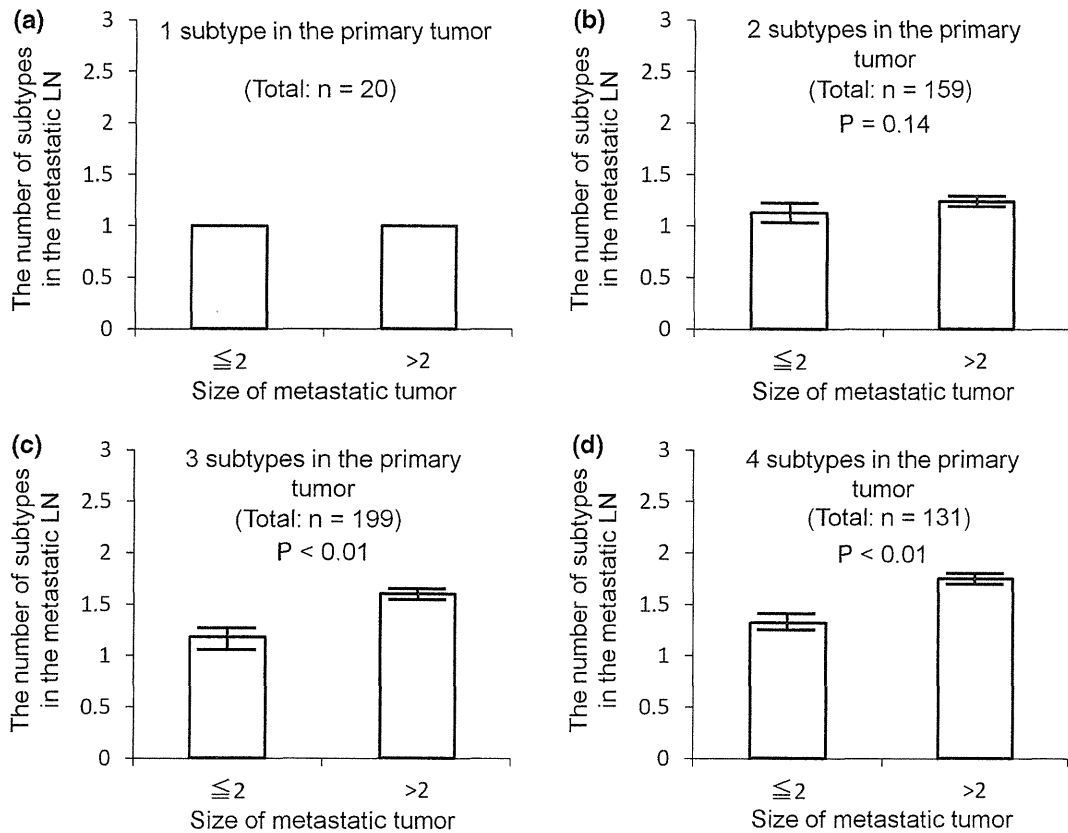 (a)
1 subtype in the primary tumor
(Total: n = 20)
The number of subtypes
in the metastatic LN
3
2.5
2
1.5
1
0.5
0
≦2
>2
Size of metastatic tumor
(b)
2 subtypes in the primary
tumor
(Total: n = 159)
P = 0.14
The number of subtypes
in the metastatic LN
3
2.5
2
1.5
1
0.5
0
≦2
>2
Size of metastatic tumor
(c)
3 subtypes in the primary
tumor
(Total: n = 199)
P < 0.01
The number of subtypes
in the metastatic LN
3
2.5
2
1.5
1
0.5
0
≦2
>2
Size of metastatic tumor
(d)
4 subtypes in the primary
tumor
(Total: n = 131)
P < 0.01
The number of subtypes
in the metastatic LN
3
2.5
2
1.5
1
0.5
0
≦2
>2
Size of metastatic tumor